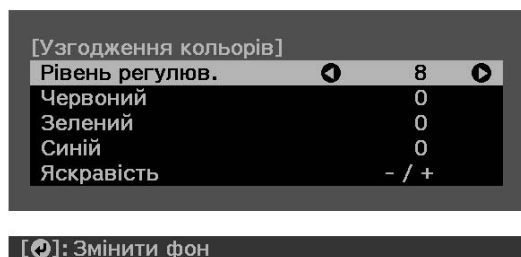 [Узгодження кольорів]
Рівень регулюв. 8
Червоний 0
Зелений 0
Синій 0
Яскравість - / +
[↵]: Змінити фон